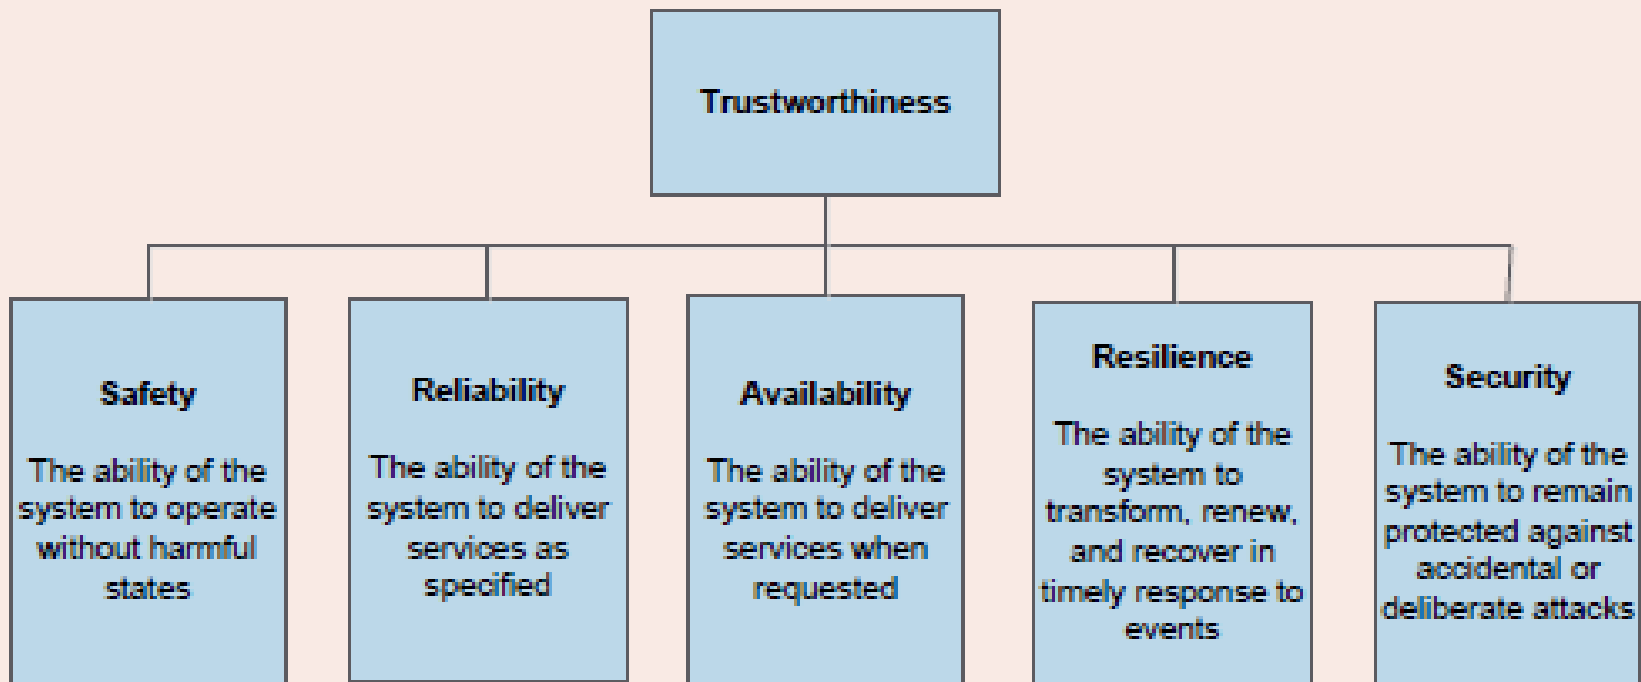 Trustworthiness
Safety
The ability of the
system to operate
without harmful
states
Reliability
The ability of the
system to deliver
services as
specified
Availability
The ability of the
system to deliver
services when
requested
Resilience
The ability of the
system to
transform, renew,
and recover in
timely response to
events
Security
The ability of the
system to remain
protected against
accidental or
deliberate attacks